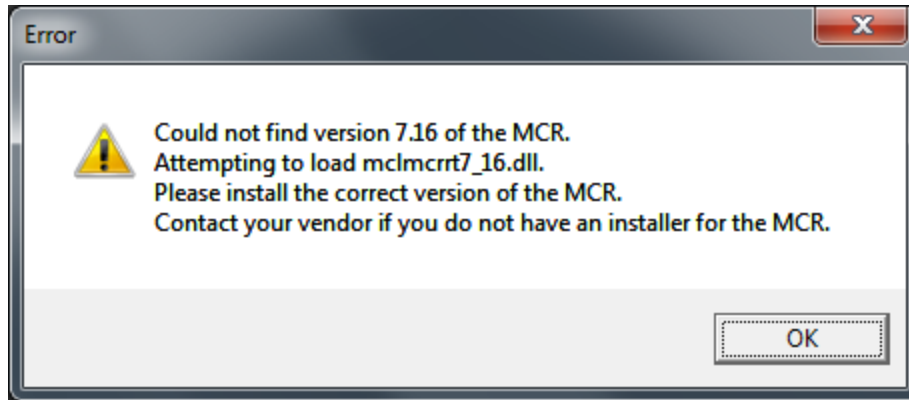 Error
Could not find version 7.16 of the MCR.
Attempting to load mclmcrrt7_16.dll.
Please install the correct version of the MCR.
Contact your vendor if you do not have an installer for the MCR.
OK